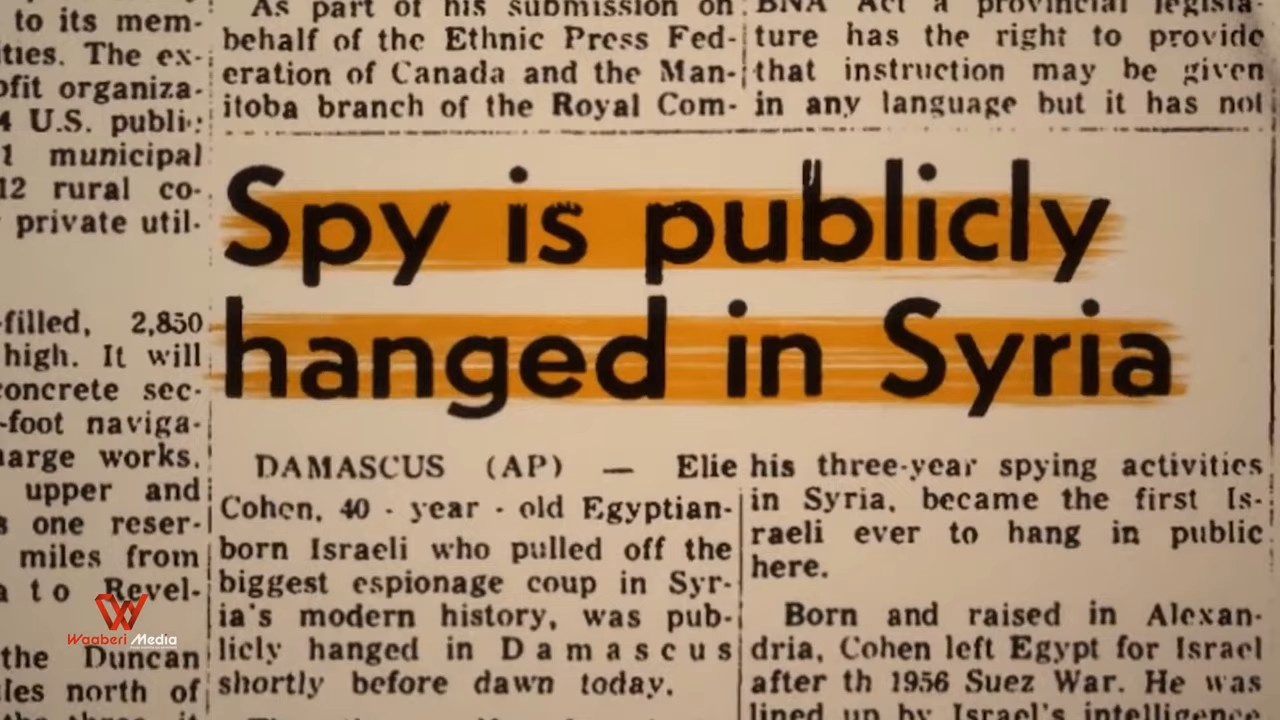 to its mem-
ties. The ex-
ofit organiza-
4 U.S. public
1 municipal
12 rural co-
private util-
-filled, 2,850
high. It will
concrete sec-
-foot naviga-
harge works.
upper and
one reser-
miles from
to Revel-
the Duncan
les north of
As part of his submission on
behalf of the Ethnic Press Fed-
eration of Canada and the Man-
itoba branch of the Royal Com-
BNA Act a provincial legisla-
ture has the right to provide
that instruction may be given
in any language but it has not
Spy is publicly
hanged in Syria
DAMASCUS (AP) — Elie
Cohen, 40 - year - old Egyptian-
born Israeli who pulled off the
biggest espionage coup in Syr-
ia's modern history, was pub-
licly hanged in Damascus
shortly before dawn today.
his three-year spying activities
in Syria, became the first Is-
raeli ever to hang in public
here.
Born and raised in Alexan-
dria, Cohen left Egypt for Israel
after th 1956 Suez War. He was
lined up by Israel's intelligence
Waaberi Media